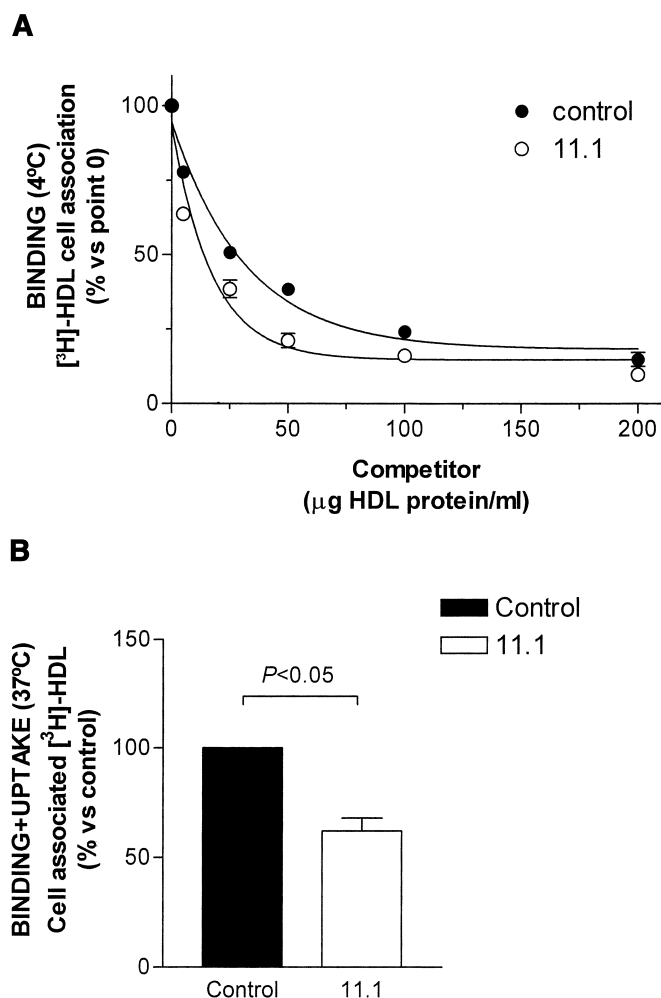 A
BINDING (4ºC)
[³H]-HDL cell association
(% vs point 0)
100
50
0
control
11.1
0
50
100
150
200
Competitor
(µg HDL protein/ml)
B
BINDING+UPTAKE (37ºC)
Cell associated [³H]-HDL
(% vs control)
150
100
50
0
Control
11.1
P<0.05
Control
11.1